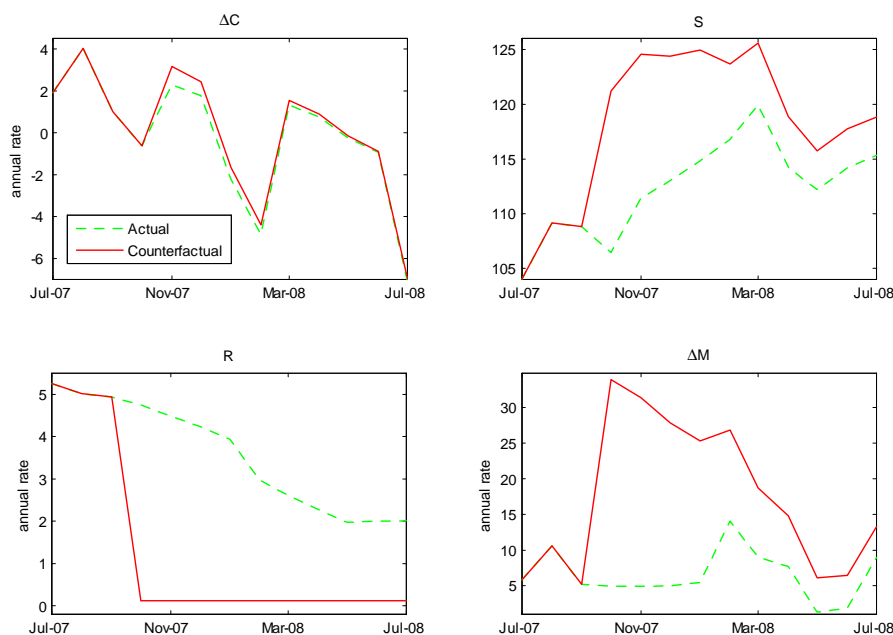 ΔC
annual rate
4
2
0
-2
-4
-6
Actual
Counterfactual
Jul-07 Nov-07 Mar-08 Jul-08
S
125
120
115
110
105
Jul-07 Nov-07 Mar-08 Jul-08
R
annual rate
5
4
3
2
1
0
Jul-07 Nov-07 Mar-08 Jul-08
ΔM
annual rate
30
25
20
15
10
5
Jul-07 Nov-07 Mar-08 Jul-08